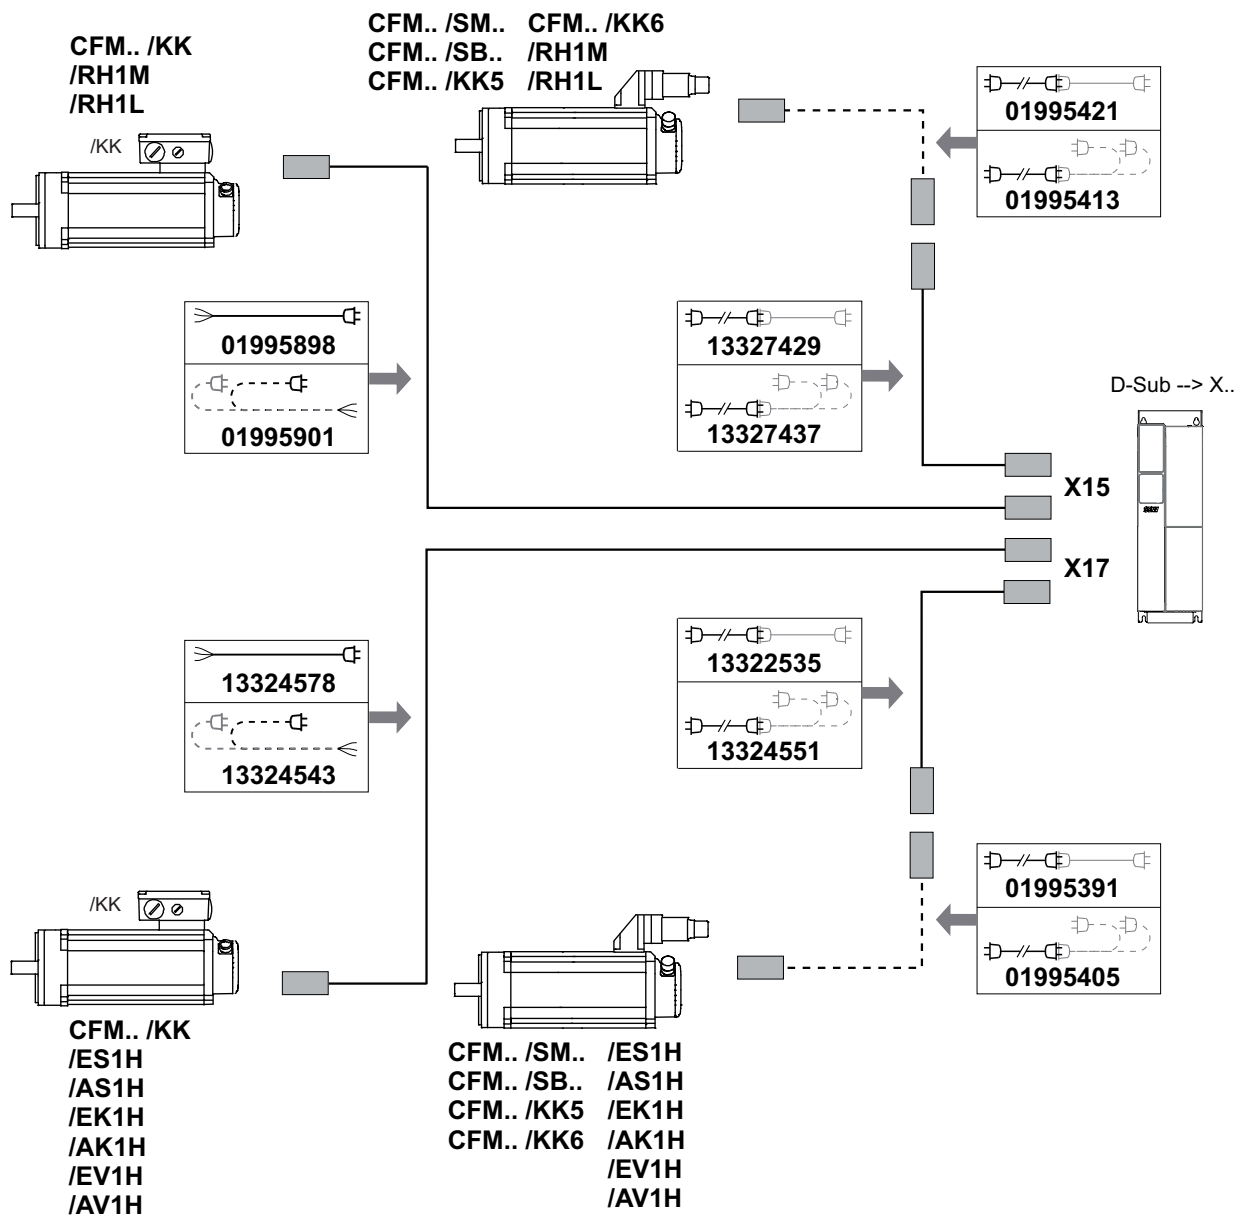 CFM.. /KK
/RH1M
/RH1L
/KK
CFM.. /SM.. CFM.. /KK6
CFM.. /SB.. /RH1M
CFM.. /KK5 /RH1L
01995421
01995413
01995898
01995901
13327429
13327437
D-Sub --> X..
X15
X17
13324578
13324543
13322535
13324551
01995391
01995405
/KK
CFM.. /KK
/ES1H
/AS1H
/EK1H
/AK1H
/EV1H
/AV1H
CFM.. /SM.. /ES1H
CFM.. /SB.. /AS1H
CFM.. /KK5 /EK1H
CFM.. /KK6 /AK1H
/EV1H
/AV1H